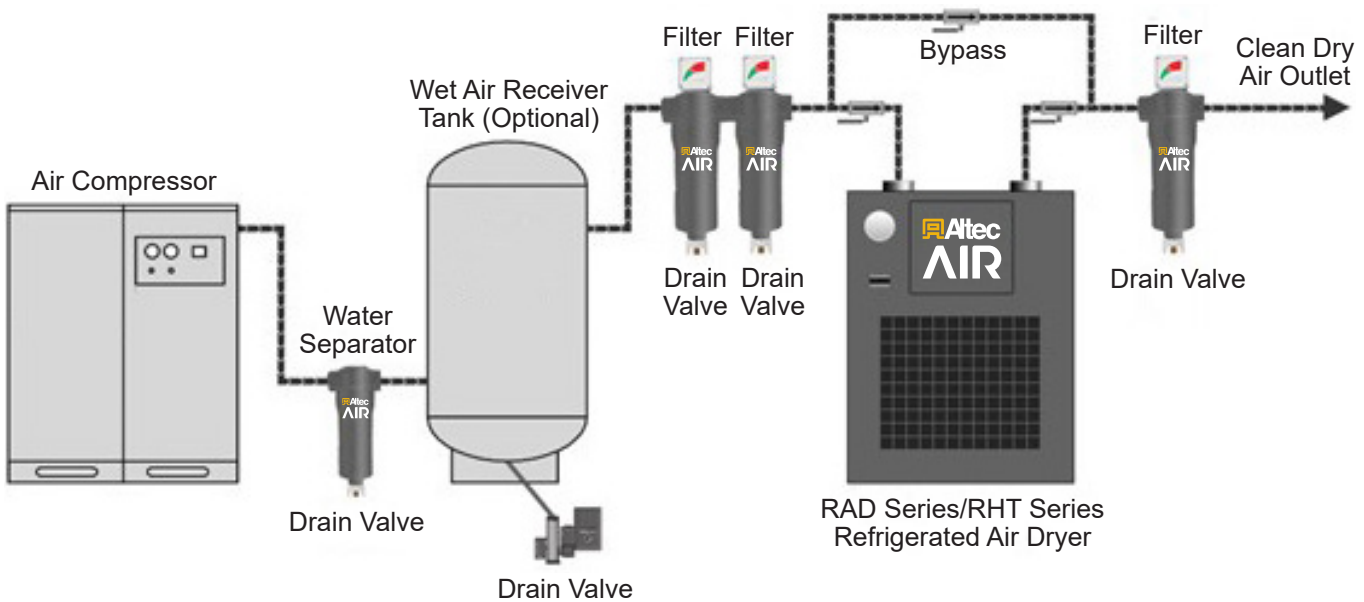 Filter
Filter
Bypass
Filter
Clean Dry
Air Outlet
Wet Air Receiver
Tank (Optional)
Air Compressor
Altec
AIR
Altec
AIR
Altec
AIR
Altec
AIR
Drain
Valve
Drain
Valve
Drain Valve
Water
Separator
Altec
AIR
Drain Valve
RAD Series/RHT Series
Refrigerated Air Dryer
Drain Valve